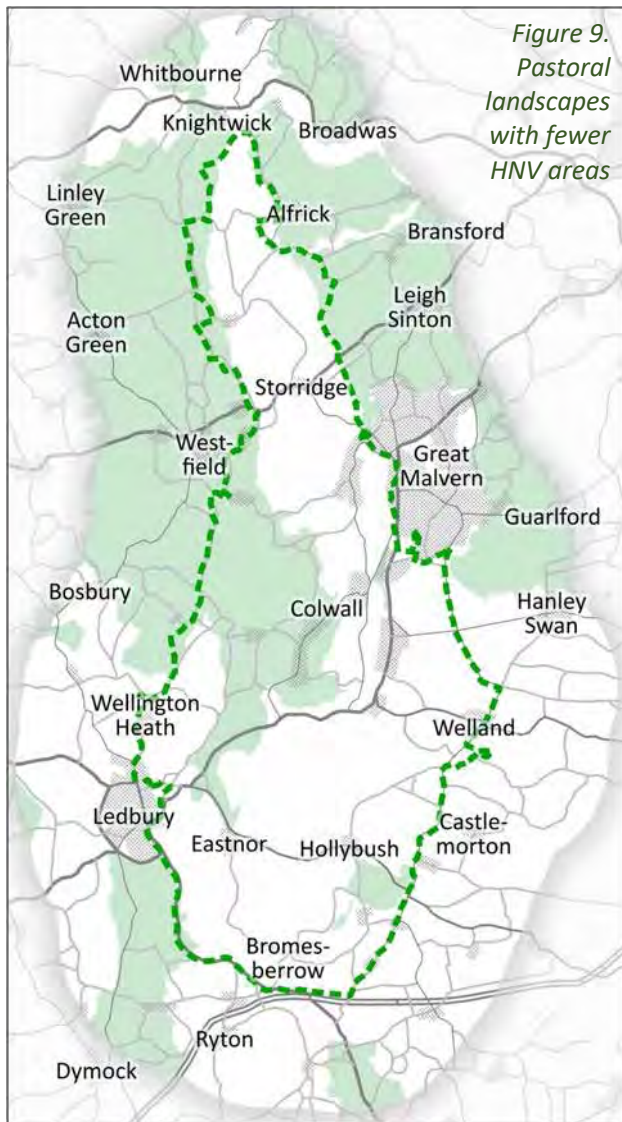 Figure 9.
Pastoral
landscapes
with fewer
HNV areas
Whitbourne
Knightwick
Broadwas
Linley
Green
Alfrick
Bransford
Leigh
Sinton
Acton
Green
Storridge
West-
field
Great
Malvern
Guarlford
Bosbury
Colwall
Hanley
Swan
Wellington
Heath
Welland
Ledbury
Eastnor
Hollybush
Castle-
morton
Bromes-
berrow
Ryton
Dymock